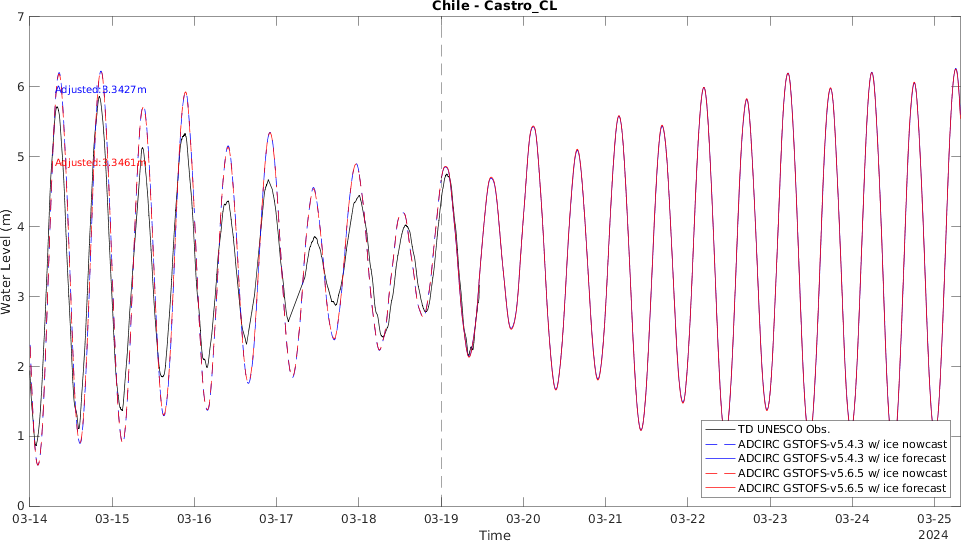 Chile - Castro_CL
7
6
5
4
3
2
1
0
Water Level (m)
Adjusted:3.3427m
Adjusted:3.3461m
TD UNESCO Obs.
ADCIRC GSTOFS-v5.4.3 w/ ice nowcast
ADCIRC GSTOFS-v5.4.3 w/ ice forecast
ADCIRC GSTOFS-v5.6.5 w/ ice nowcast
ADCIRC GSTOFS-v5.6.5 w/ ice forecast
03-14 03-15 03-16 03-17 03-18 03-19 03-20 03-21 03-22 03-23 03-24 03-25
Time
2024